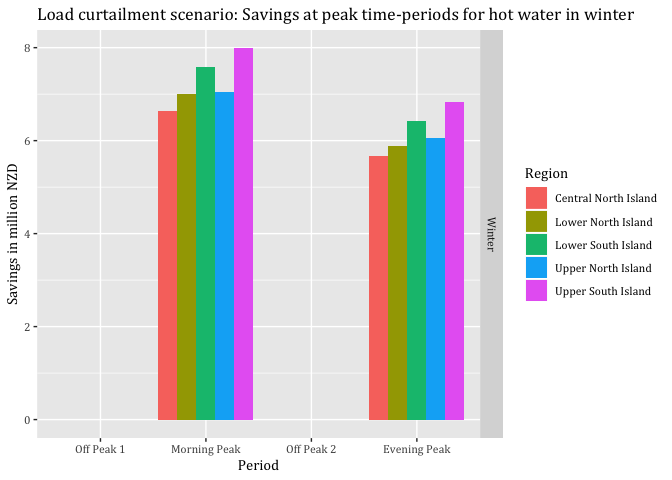 Load curtailment scenario: Savings at peak time-periods for hot water in winter
8
6
4
2
0
Savings in million NZD
Off Peak 1
Morning Peak
Off Peak 2
Evening Peak
Period
Winter
Region
Central North Island
Lower North Island
Lower South Island
Upper North Island
Upper South Island